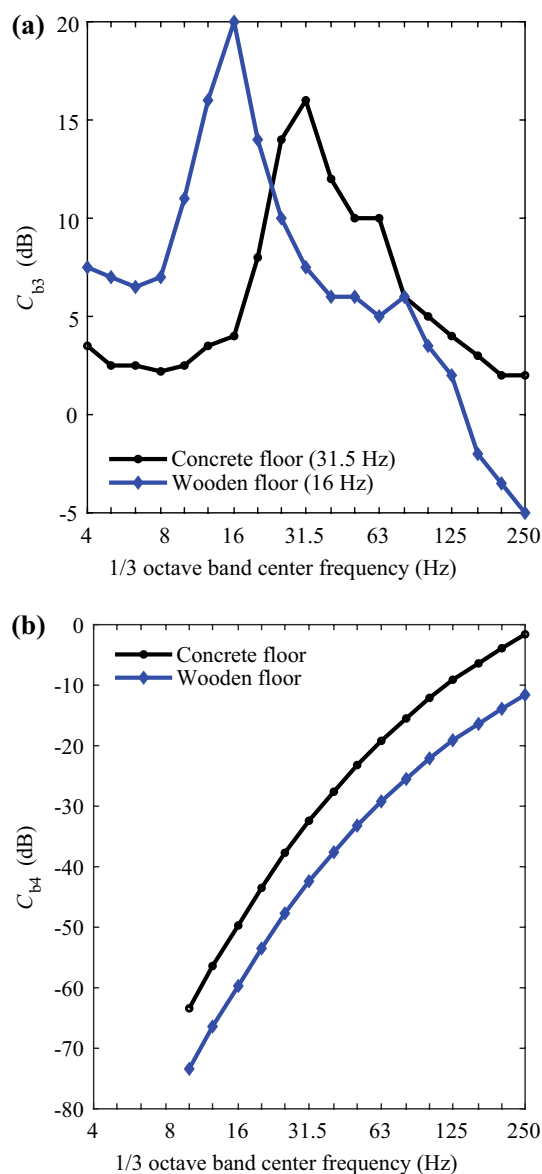 (a)
20
15
10
5
0
-5
C_b3 (dB)
Concrete floor (31.5 Hz)
Wooden floor (16 Hz)
4 8 16 31.5 63 125 250
1/3 octave band center frequency (Hz)
(b)
0
-10
-20
-30
-40
-50
-60
-70
-80
C_b4 (dB)
Concrete floor
Wooden floor
4 8 16 31.5 63 125 250
1/3 octave band center frequency (Hz)